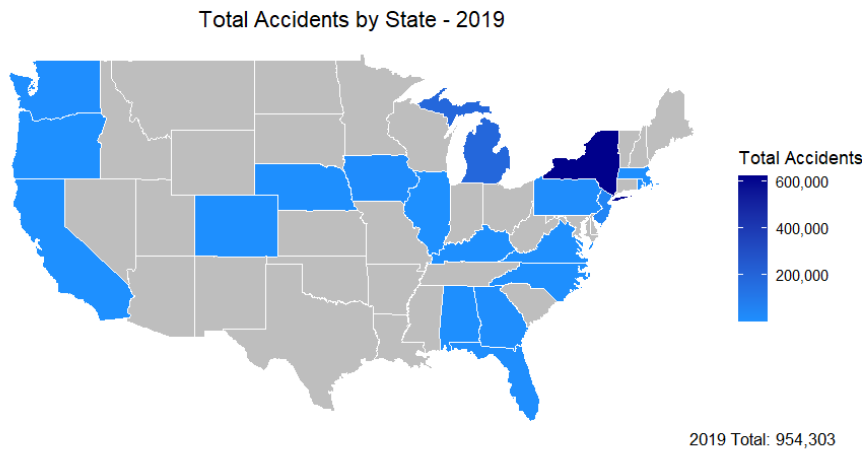 Total Accidents by State - 2019
Total Accidents
600,000
400,000
200,000
2019 Total: 954,303